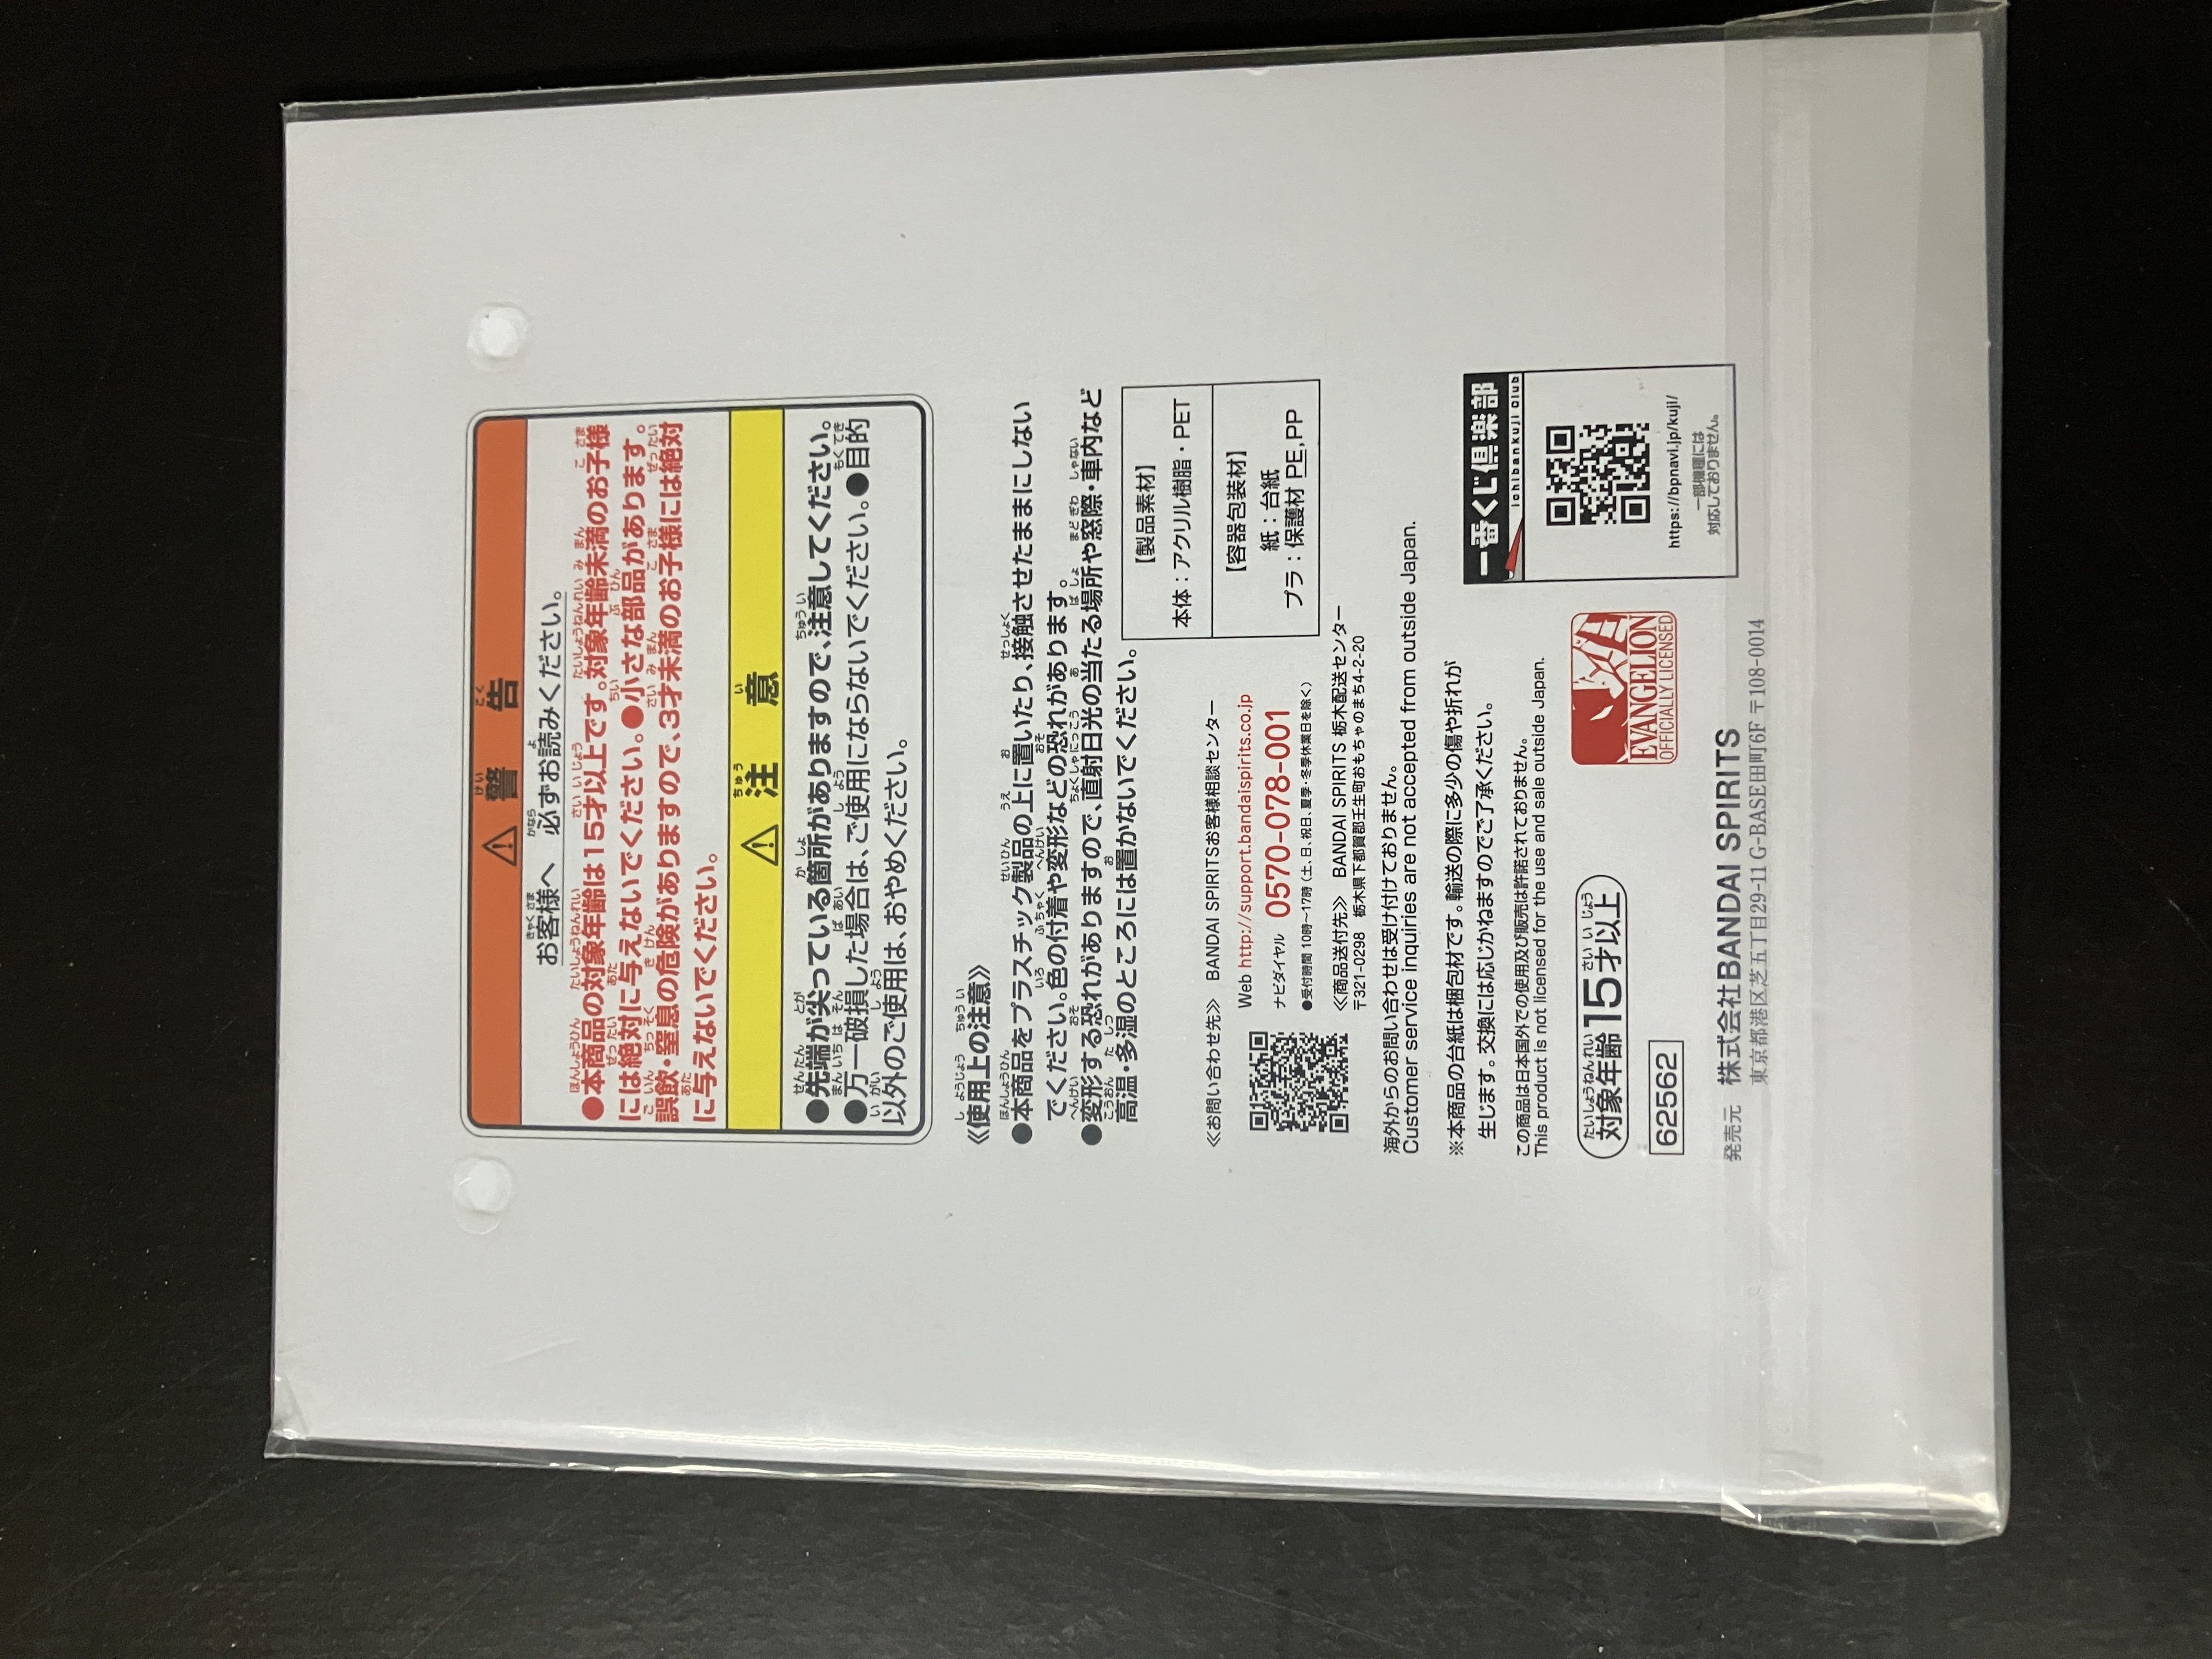 ⚠ 警告
お客様へ 必ずお読みください。
●本商品の対象年齢は15才以上です。対象年齢未満のお子様
には絶対に与えないでください。●小さな部品があります。
誤飲・窒息の危険がありますので、3才未満のお子様には絶対
に与えないでください。
⚠ 注意
●先端が尖っている箇所がありますので、注意してください。
●万一破損した場合は、ご使用にならないでください。●目的
以外のご使用は、おやめください。
《使用上の注意》
●本商品をプラスチック製品の上に置いたり、接触させたままにしない
でください。色の付着や変形などの恐れがあります。
●変形する恐れがありますので、直射日光の当たる場所や窓際・車内など
高温・多湿のところには置かないでください。
【製品素材】
本体：アクリル樹脂・PET
【容器包装材】
紙：台紙
プラ：保護材 PE,PP
≪お問い合わせ先≫ BANDAI SPIRITSお客様相談センター
Web http://support.bandaispirits.co.jp
ナビダイヤル 0570-078-001
●受付時間 10時〜17時（土、日、祝日、夏季・冬季休業日を除く）
≪商品送付先≫ BANDAI SPIRITS 栃木配送センター
〒321-0298 栃木県下都賀郡壬生町おもちゃのまち4-2-20
海外からのお問い合わせは受け付けておりません。
Customer service inquiries are not accepted from outside Japan.
※本商品の台紙は梱包材です。輸送の際に多少の傷や折れが
生じます。交換には応じかねますのでご了承ください。
この商品は日本国外での使用及び販売は許諾されておりません。
This product is not licensed for the use and sale outside Japan.
対象年齢15才以上
62562
EVANGELION
OFFICIALLY LICENSED
一番くじ倶楽部
ichibankuji club
https://bpnavi.jp/kuji/
一部機種には
対応しておりません。
発売元 株式会社BANDAI SPIRITS
東京都港区芝五丁目29-11 G-BASE田町6F 〒108-0014